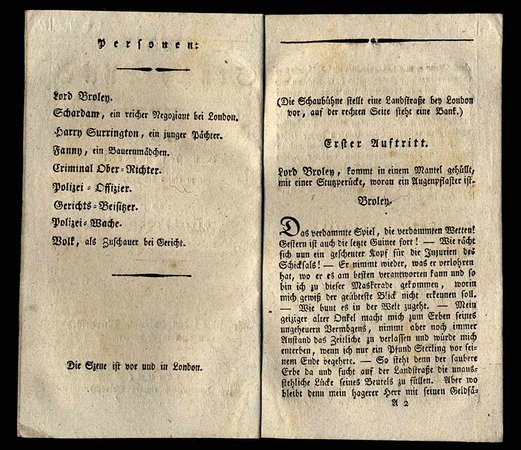 Personen:
Lord Broley.
Schardam, ein reicher Negoziant bei London.
Harry Surrington, ein junger Pächter.
Fanny, ein Bauernmädchen.
Criminal Ober-Richter.
Polizei-Offizier.
Gerichts-Beisitzer.
Polizei-Wache.
Volk, als Zuschauer bei Gericht.
Die Szene ist vor und in London.
(Die Schaubühne stellt eine Landstraße bey London
vor, auf der rechten Seite steht eine Bank.)
Erster Auftritt.
Lord Broley, kommt in einem Mantel gehüllt,
mit einer Stutzperücke, woran ein Augenpflaster ist.
Broley.
Das verdammte Spiel, die verdammten Wetten!
Gestern ist auch die letzte Guinee fort! — Wie rächt
sich nun ein gescheuter Kopf für die Injurien des
Schicksals! — Er nimmt wieder, was er verlohren
hat, wo er es am besten verantworten kann und so
bin ich zu dieser Maskerade gekommen, worin
mich gewiß der geübteste Blick nicht erkennen soll.
— Wie bunt es in der Welt zugeht. — Mein
geiziger alter Onkel macht mich zum Erben seines
ungeheuern Vermögens, nimmt aber noch immer
Anstand das Zeitliche zu verlassen und würde mich
enterben, wenn ich nur ein Pfund Sterling vor sei-
nem Ende begehrte. — So steht denn der saubere
Erbe da und sucht auf der Landstraße die unaus-
stehliche Lücke seines Beutels zu füllen. Aber wo
bleibt denn mein hagerer Herr mit seinen Geldsä-
A 2